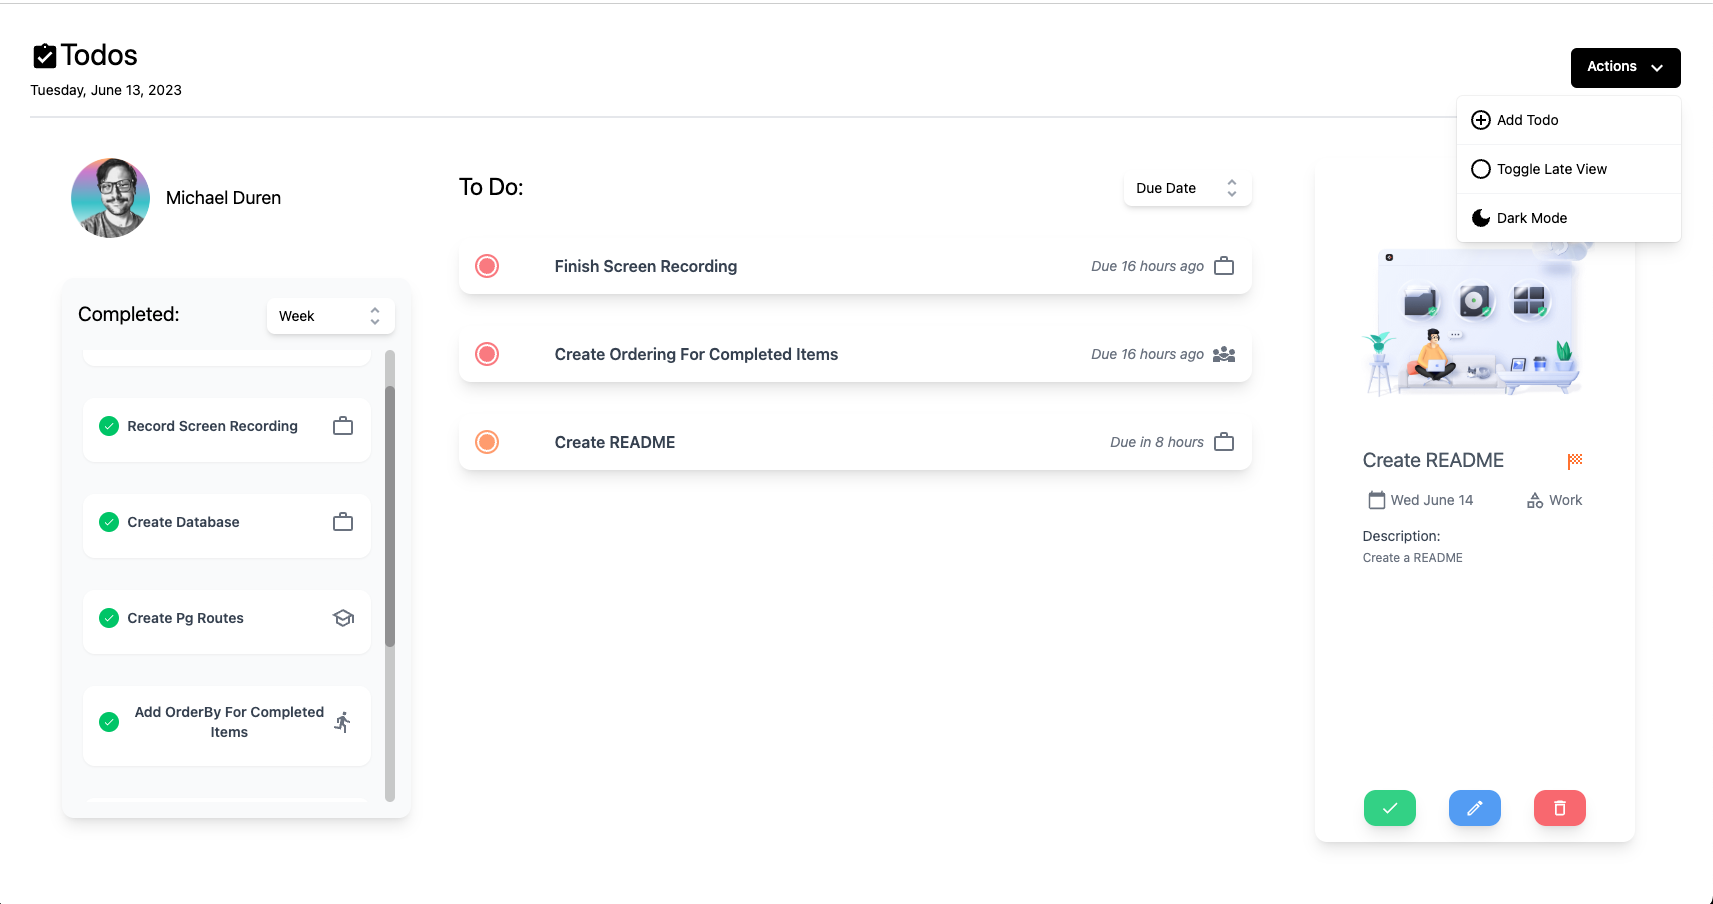 Todos
Tuesday, June 13, 2023
Actions
Add Todo
Toggle Late View
Dark Mode
Michael Duren
Completed:
Week
Record Screen Recording
Create Database
Create Pg Routes
Add OrderBy For Completed
Items
To Do:
Due Date
Finish Screen Recording
Due 16 hours ago
Create Ordering For Completed Items
Due 16 hours ago
Create README
Due in 8 hours
Create README
Wed June 14
Work
Description:
Create a README